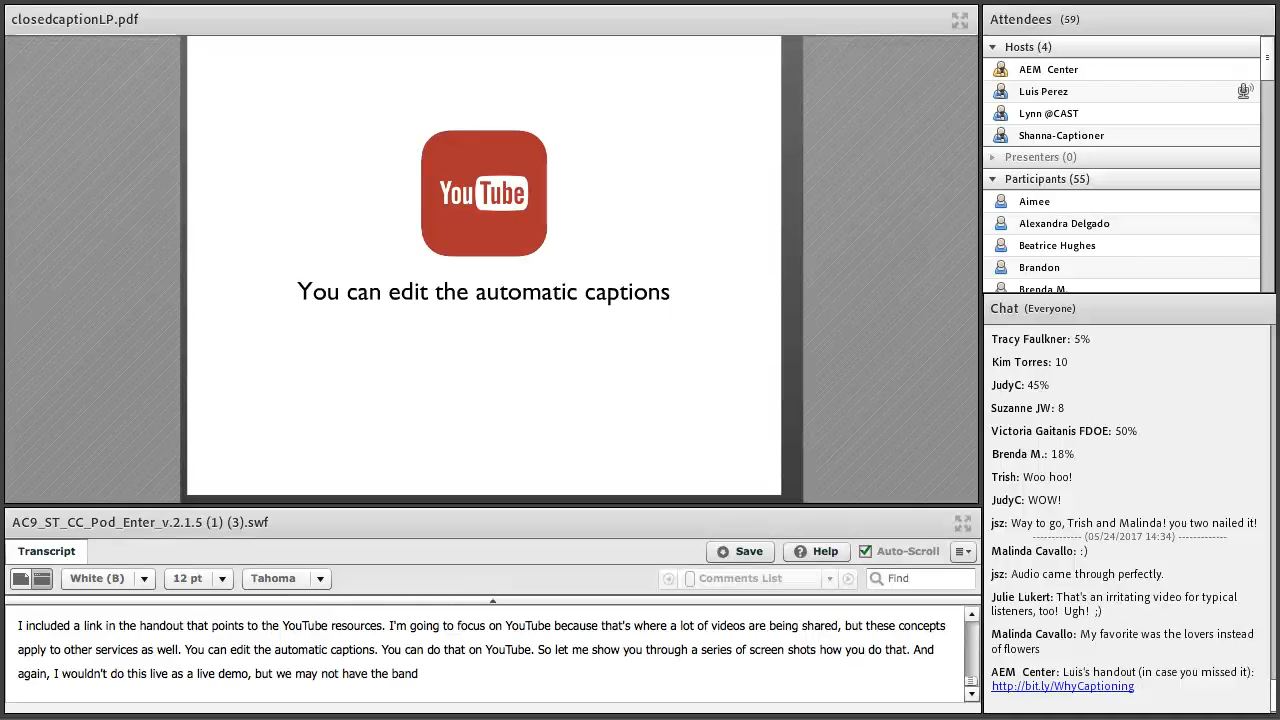 closedcaptionLP.pdf
You Tube
You can edit the automatic captions
AC9_ST_CC_Pod_Enter_v.2.1.5 (1) (3).swf
Transcript
Save
Help
Auto-Scroll
White (B)
12 pt
Tahoma
Comments List
Find
I included a link in the handout that points to the YouTube resources. I'm going to focus on YouTube because that's where a lot of videos are being shared, but these concepts
apply to other services as well. You can edit the automatic captions. You can do that on YouTube. So let me show you through a series of screen shots how you do that. And
again, I wouldn't do this live as a live demo, but we may not have the band
Attendees (59)
Hosts (4)
AEM Center
Luis Perez
Lynn @CAST
Shanna-Captioner
Presenters (0)
Participants (55)
Aimee
Alexandra Delgado
Beatrice Hughes
Brandon
Brenda M.
Chat (Everyone)
Tracy Faulkner: 5%
Kim Torres: 10
JudyC: 45%
Suzanne JW: 8
Victoria Gaitanis FDOE: 50%
Brenda M.: 18%
Trish: Woo hoo!
JudyC: WOW!
jsz: Way to go, Trish and Malinda! you two nailed it!
------------- (05/24/2017 14:34) -------------
Malinda Cavallo: :)
jsz: Audio came through perfectly.
Julie Lukert: That's an irritating video for typical
listeners, too! Ugh! ;)
Malinda Cavallo: My favorite was the lovers instead
of flowers
AEM Center: Luis's handout (in case you missed it):
http://bit.ly/WhyCaptioning